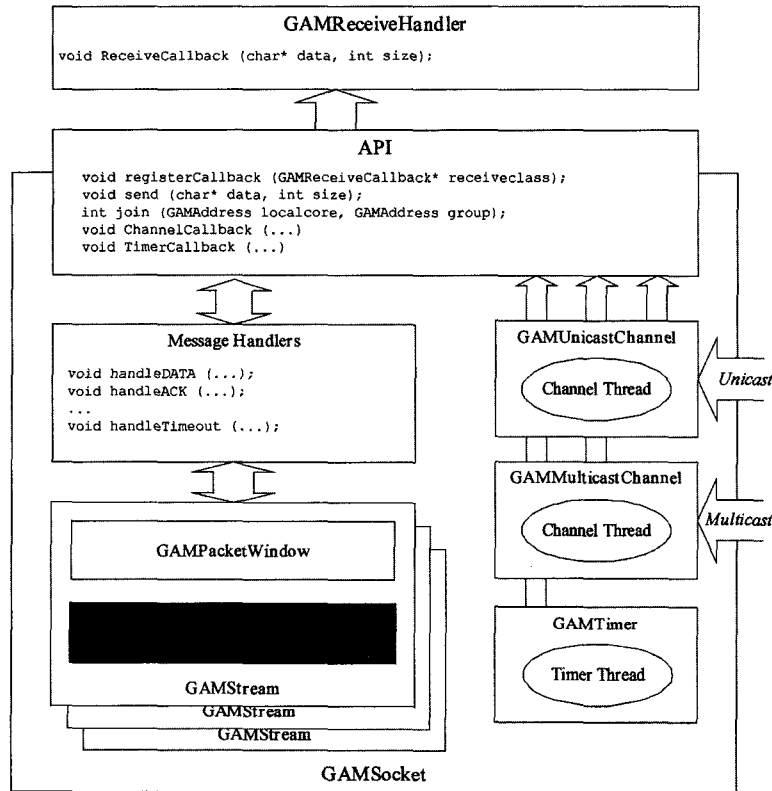 GAMReceiveHandler
void ReceiveCallback (char* data, int size);
API
void registerCallback (GAMReceiveCallback* receiveclass);
void send (char* data, int size);
int join (GAMAddress localcore, GAMAddress group);
void ChannelCallback (...)
void TimerCallback (...)
Message Handlers
void handleDATA (...);
void handleACK (...);
...
void handleTimeout (...);
GAMPacketWindow
GAMStream
GAMStream
GAMStream
GAMUnicastChannel
Channel Thread
Unicast
GAMMulticastChannel
Channel Thread
Multicast
GAMTimer
Timer Thread
GAMSocket